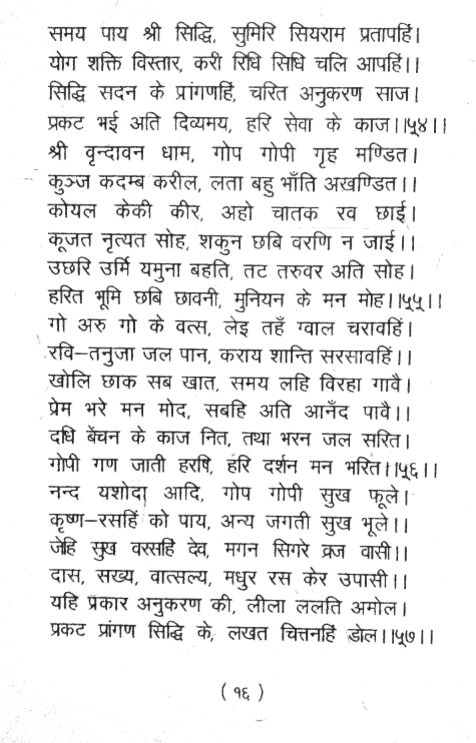 समय पाय श्री सिद्धि, सुमिरि सियराम प्रतापहिं।
योग शक्ति विस्तार, करी रिधि सिधि चलि आपहिं।।
सिद्धि सदन के प्रांगणहिं, चरित अनुकरण साज।
प्रकट भई अति दिव्यमय, हरि सेवा के काज।।५४।।
श्री वृन्दावन धाम, गोप गोपी गृह मण्डित।
कुञ्ज कदम्ब करील, लता बहु भाँति अखण्डित।।
कोयल केकी कीर, अहो चातक रव छाई।
कूजत नृत्यत सोह, शकुन छबि वरणि न जाई।।
उछरि उर्मि यमुना बहति, तट तरुवर अति सोह।
हरित भूमि छबि छावनी, मुनियन के मन मोह।।५५।।
गो अरु गो के वत्स, लेइ तहँ ग्वाल चरावहिं।
रवि-तनुजा जल पान, कराय शान्ति सरसावहिं।।
खोलि छाक सब खात, समय लहि विरहा गावै।
प्रेम भरे मन मोद, सबहि अति आनँद पावै।।
दधि बेंचन के काज नित, तथा भरन जल सरित।
गोपी गण जाती हरषि, हरि दर्शन मन भरित।।५६।।
नन्द यशोदा आदि, गोप गोपी सुख फूले।
कृष्ण-रसहिं को पाय, अन्य जगती सुख भूले।।
जेहि सुख वरसहि देव, मगन सिगरे व्रज वासी।।
दास, सख्य, वात्सल्य, मधुर रस केर उपासी।।
यहि प्रकार अनुकरण की, लीला ललति अमोल।
प्रकट प्रांगण सिद्धि के, लखत चित्तनहिं डोल।।५७।।
(१६)